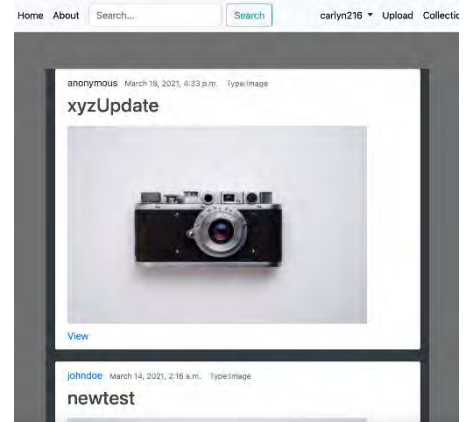 Home About Search... Search carlyn216 Upload Collectio
anonymous March 18, 2021, 4:33 p.m. Type:Image
xyzUpdate
View
johndoe March 14, 2021, 2:16 a.m. Type:Image
newtest